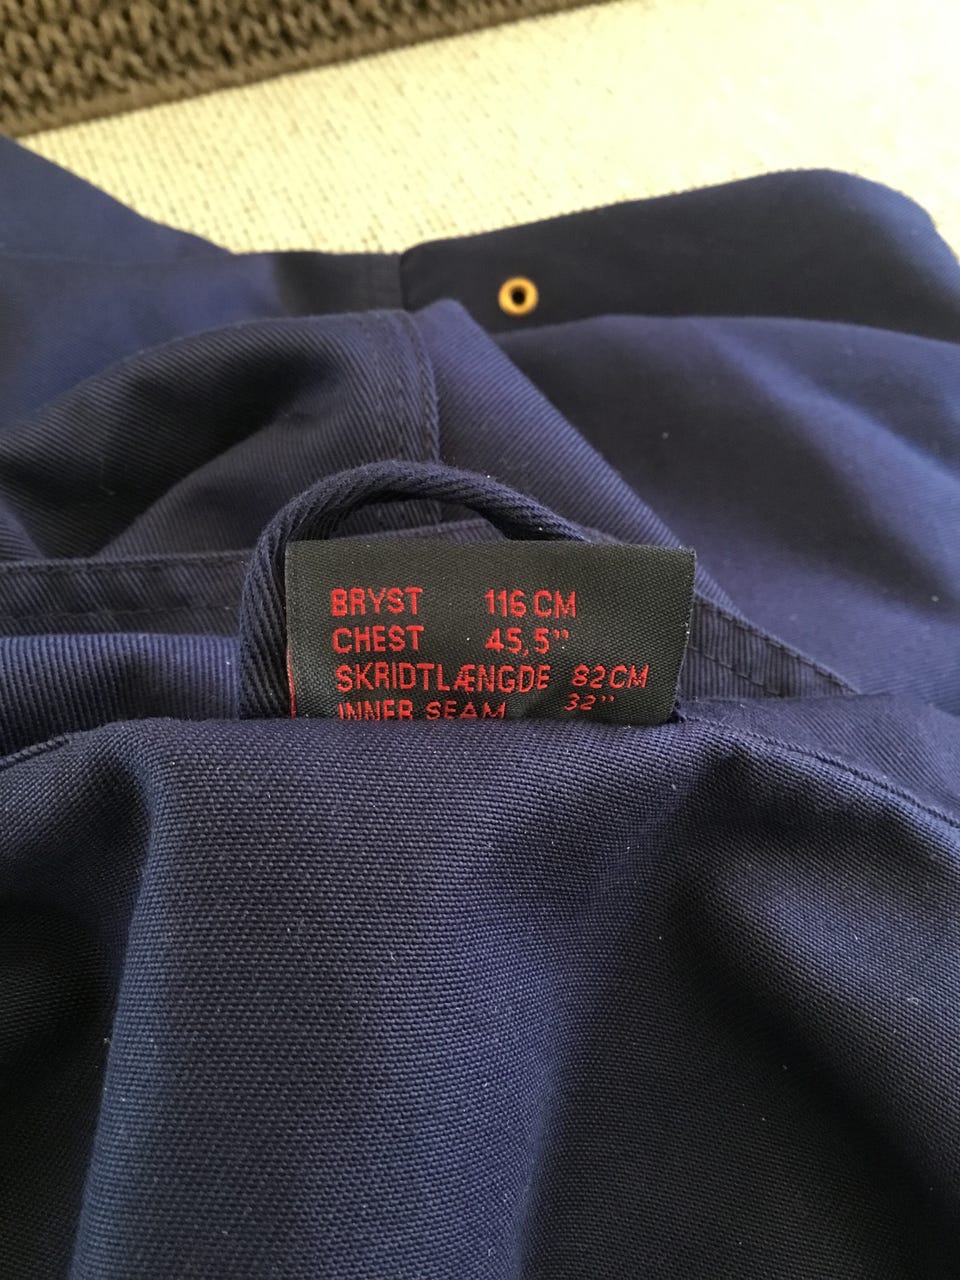 BRYST 116 CM
CHEST 45,5"
SKRIDTLÆNGDE 82 CM
INNER SEAM 32"